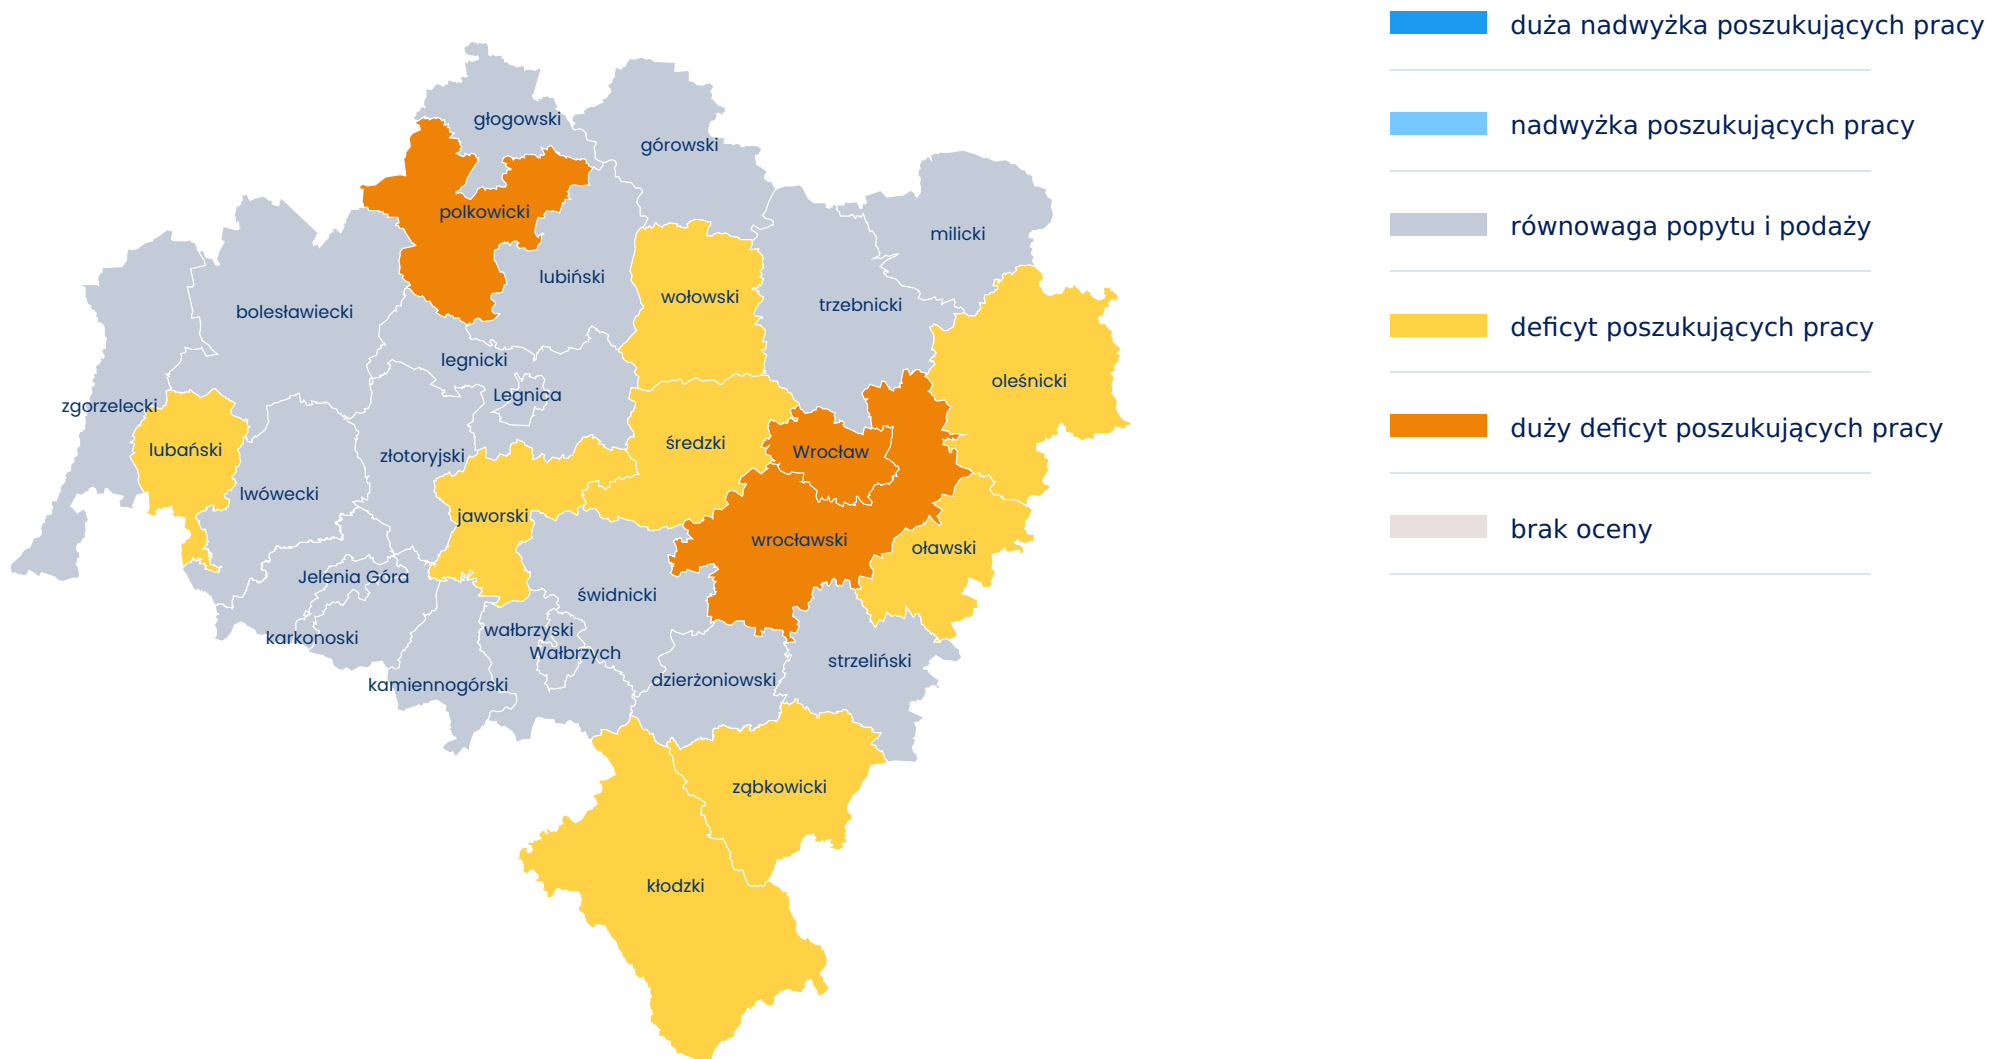 głogowski
górowski
polkowicki
milicki
lubiński
wołowski
trzebnicki
bolesławiecki
legnicki
oleśnicki
Legnica
zgorzelecki
lubański
średzki
Wrocław
złotoryjski
lwówecki
jaworski
wrocławski
oławski
Jelenia Góra
świdnicki
wałbrzyski
karkonoski
Wałbrzych
strzeliński
dzierżoniowski
kamiennogórski
ząbkowicki
kłodzki
duża nadwyżka poszukujących pracy
nadwyżka poszukujących pracy
równowaga popytu i podaży
deficyt poszukujących pracy
duży deficyt poszukujących pracy
brak oceny